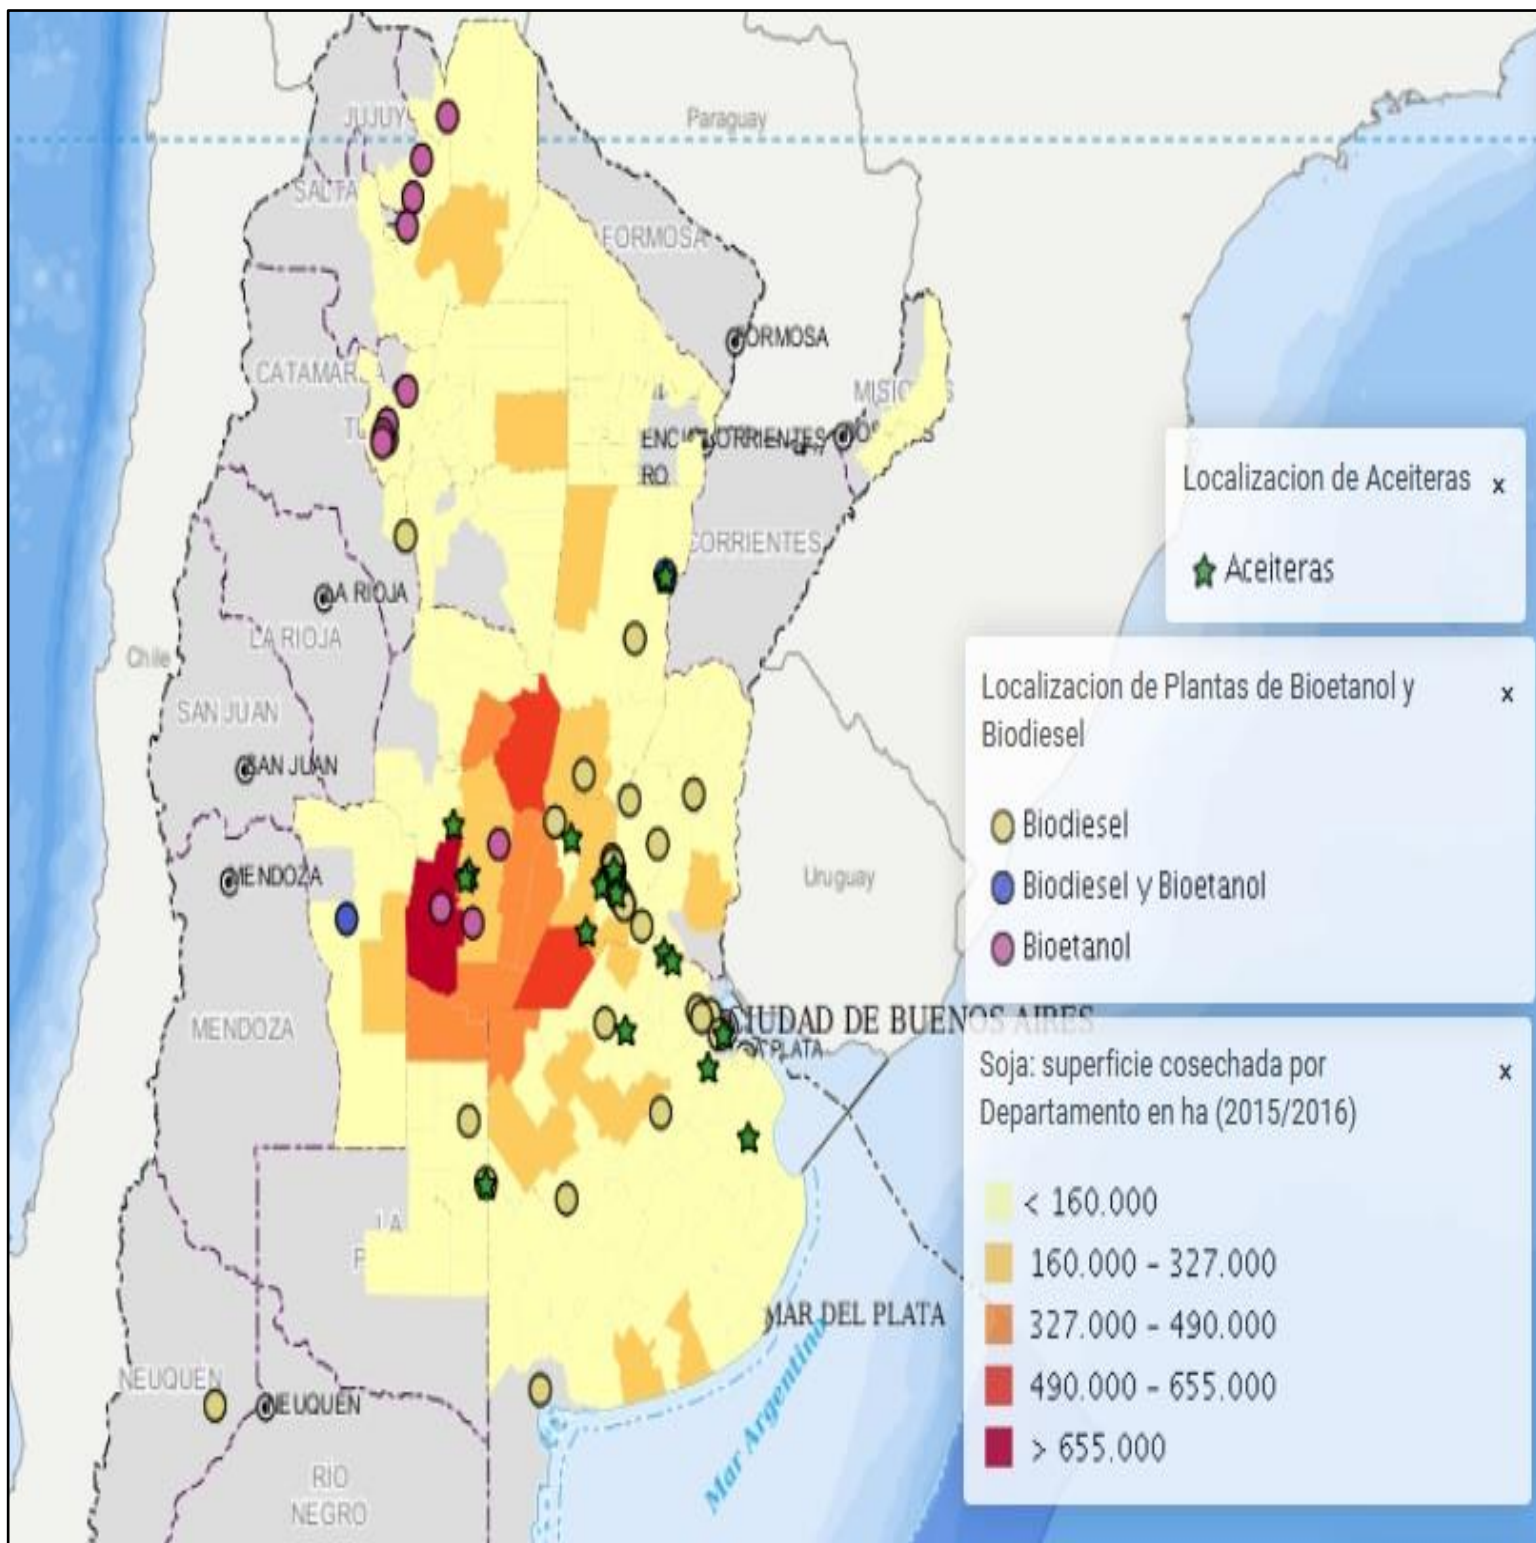 Paraguay
JUJUY
SALTA
FORMOSA
FORMOSA
CATAMARCA
MISIONES
CORRIENTES
RO
CORRIENTES
LA RIOJA
LA RIOJA
Chile
SAN JUAN
SAN JUAN
MENDOZA
Uruguay
MENDOZA
CIUDAD DE BUENOS AIRES
LA PLATA
LA
P
MAR DEL PLATA
NEUQUEN
NEUQUEN
Mar Argentino
RIO
NEGRO
Localizacion de Aceiteras x
Aceiteras
Localizacion de Plantas de Bioetanol y x
Biodiesel
Biodiesel
Biodiesel y Bioetanol
Bioetanol
Soja: superficie cosechada por x
Departamento en ha (2015/2016)
< 160.000
160.000 - 327.000
327.000 - 490.000
490.000 - 655.000
> 655.000